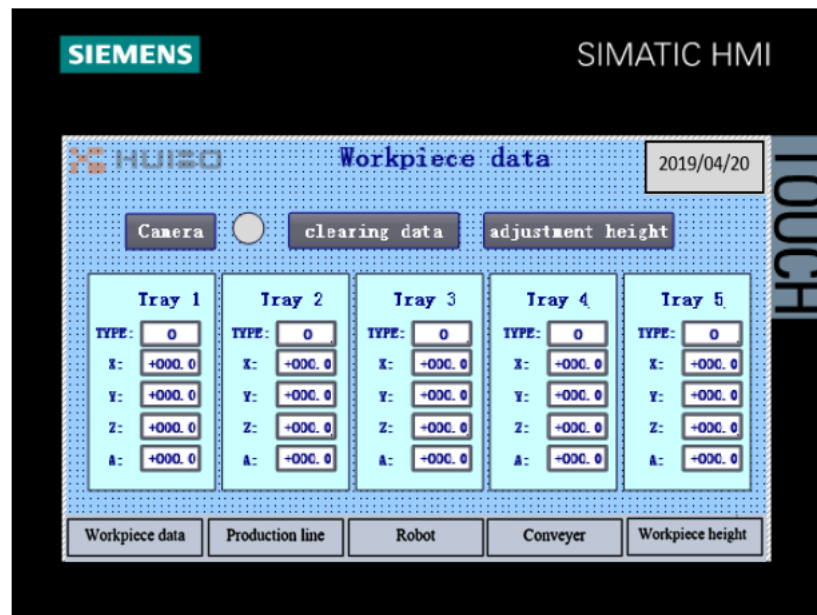 SIEMENS
SIMATIC HMI
TOUCH
HUIBO
Workpiece data
2019/04/20
Camera
clearing data
adjustment height
Tray 1
TYPE: 0
X: +000.0
Y: +000.0
Z: +000.0
A: +000.0
Tray 2
TYPE: 0
X: +000.0
Y: +000.0
Z: +000.0
A: +000.0
Tray 3
TYPE: 0
X: +000.0
Y: +000.0
Z: +000.0
A: +000.0
Tray 4
TYPE: 0
X: +000.0
Y: +000.0
Z: +000.0
A: +000.0
Tray 5
TYPE: 0
X: +000.0
Y: +000.0
Z: +000.0
A: +000.0
Workpiece data
Production line
Robot
Conveyer
Workpiece height